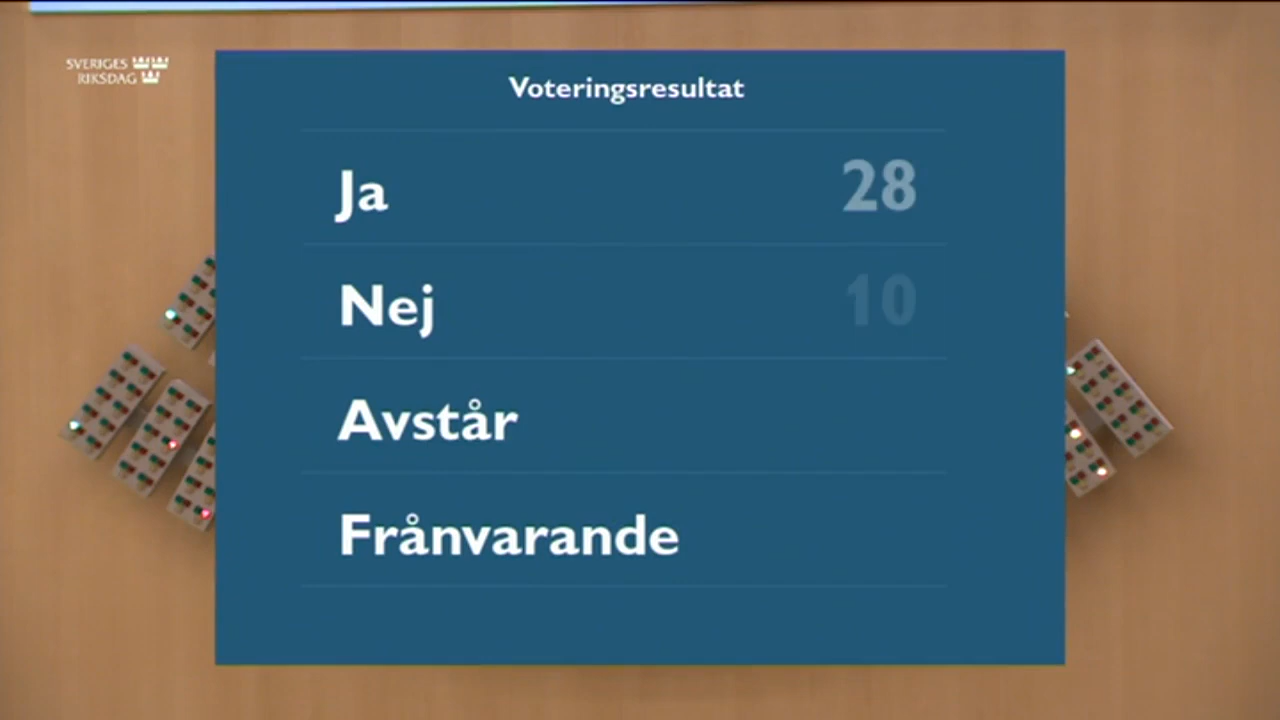 SVERIGES
RIKSDAG
Voteringsresultat
Ja 28
Nej 10
Avstår
Frånvarande